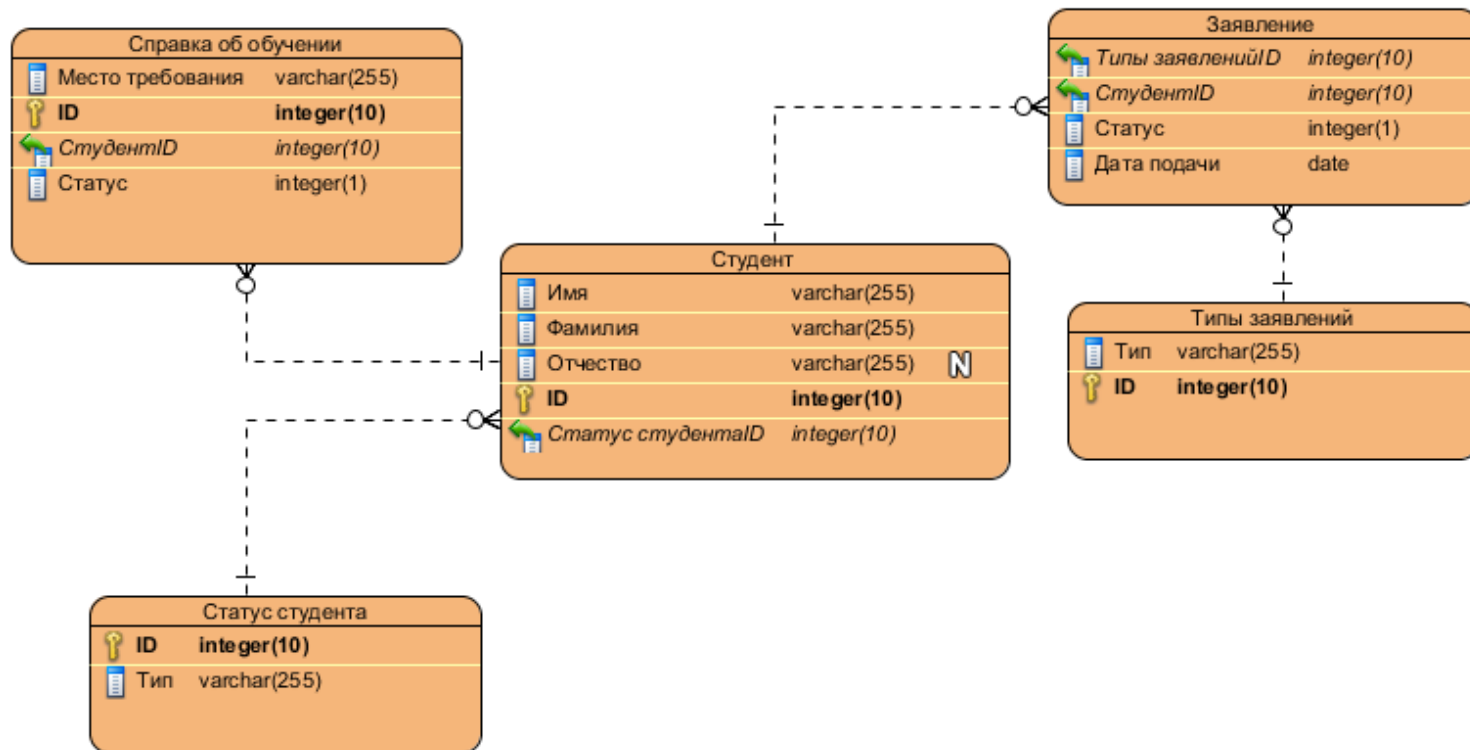 Справка об обучении
Место требования varchar(255)
ID integer(10)
СтудентID integer(10)
Статус integer(1)
Заявление
Типы заявленийID integer(10)
СтудентID integer(10)
Статус integer(1)
Дата подачи date
Студент
Имя varchar(255)
Фамилия varchar(255)
Отчество varchar(255) N
ID integer(10)
Статус студентаID integer(10)
Типы заявлений
Тип varchar(255)
ID integer(10)
Статус студента
ID integer(10)
Тип varchar(255)